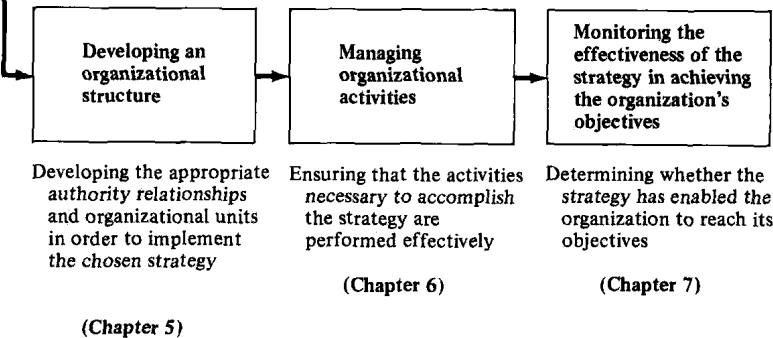 Developing an
organizational
structure
Managing
organizational
activities
Monitoring the
effectiveness of the
strategy in achieving
the organization's
objectives
Developing the appropriate
authority relationships
and organizational units
in order to implement
the chosen strategy
(Chapter 5)
Ensuring that the activities
necessary to accomplish
the strategy are
performed effectively
(Chapter 6)
Determining whether the
strategy has enabled the
organization to reach its
objectives
(Chapter 7)